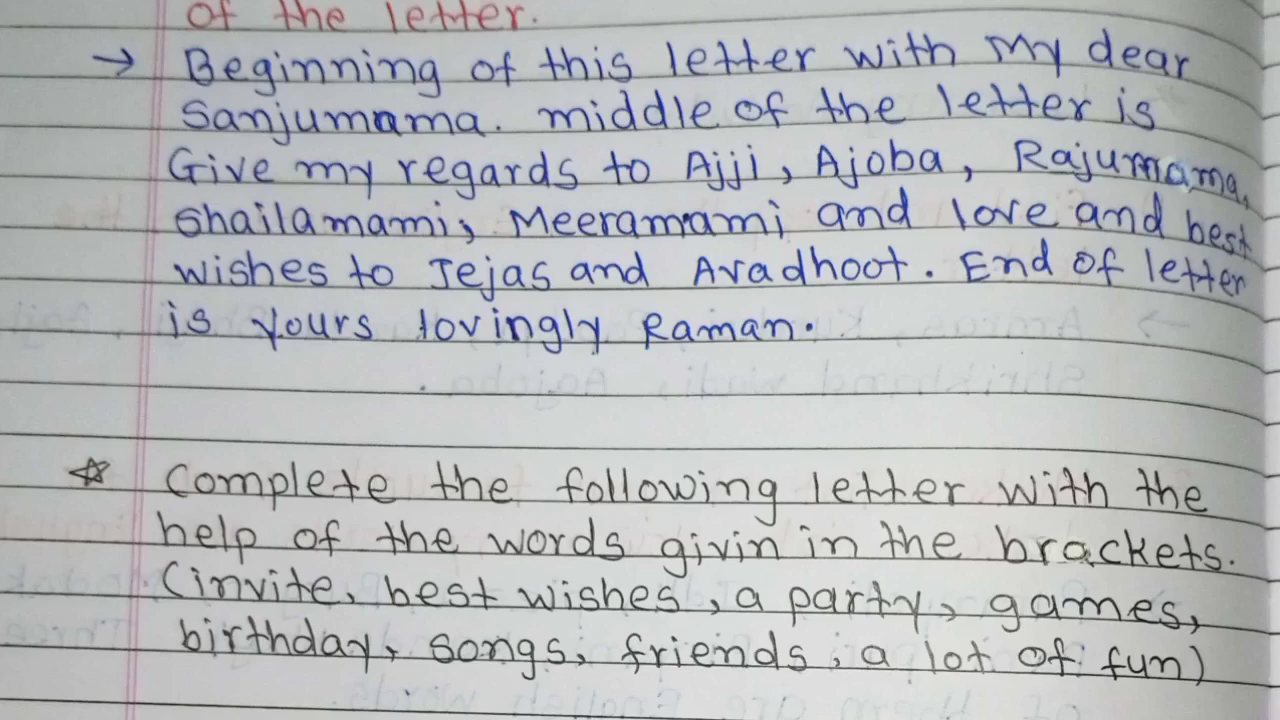 of the letter.
→ Beginning of this letter with My dear
Sanjumama. middle of the letter is
Give my regards to Ajji, Ajoba, Rajumama,
Shailamami, Meeramami and love and best
wishes to Tejas and Avadhoot. End of letter
is yours lovingly Raman.
☆ Complete the following letter with the
help of the words givin in the brackets.
(invite, best wishes, a party, games,
birthday, songs, friends, a lot of fun)